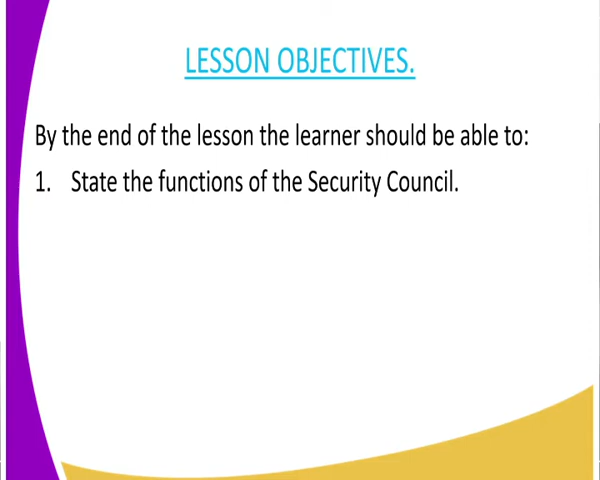 LESSON OBJECTIVES.
By the end of the lesson the learner should be able to:
1. State the functions of the Security Council.